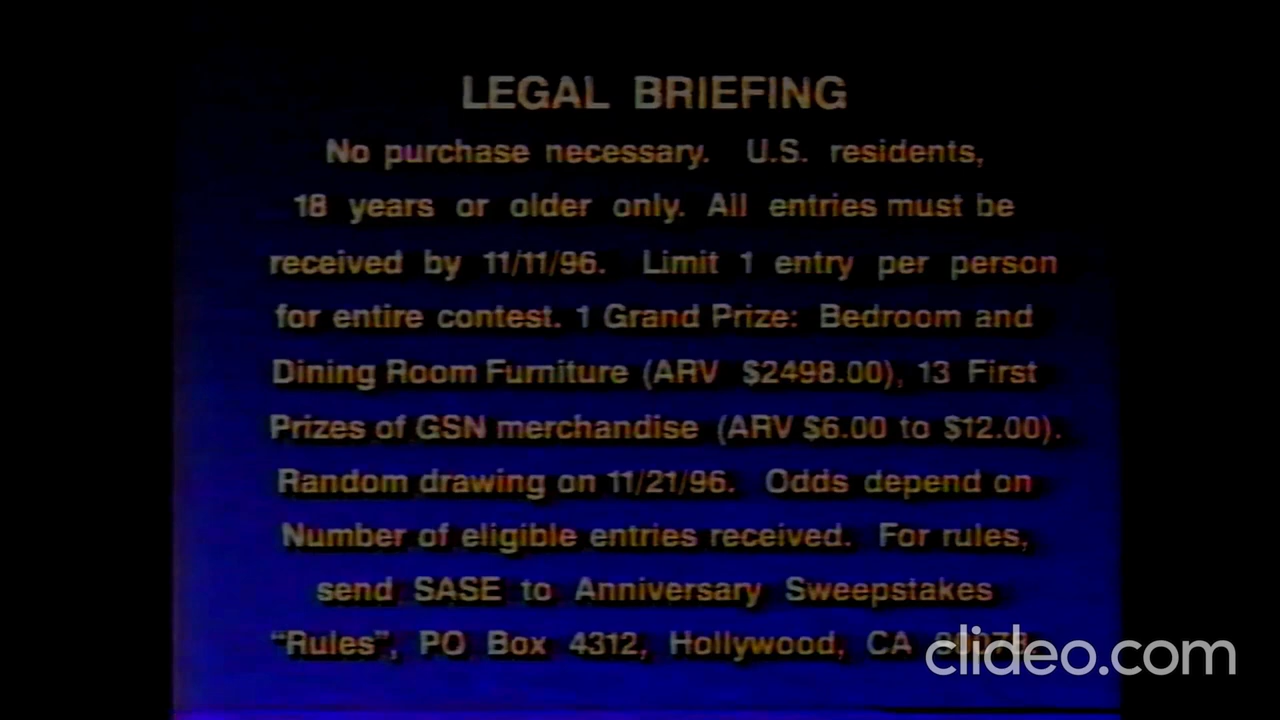 LEGAL BRIEFING
No purchase necessary. U.S. residents,
18 years or older only. All entries must be
received by 11/11/96. Limit 1 entry per person
for entire contest. 1 Grand Prize: Bedroom and
Dining Room Furniture (ARV $2498.00), 13 First
Prizes of GSN merchandise (ARV $6.00 to $12.00).
Random drawing on 11/21/96. Odds depend on
Number of eligible entries received. For rules,
send SASE to Anniversary Sweepstakes
“Rules”, PO Box 4312, Hollywood, CA
clideo.com